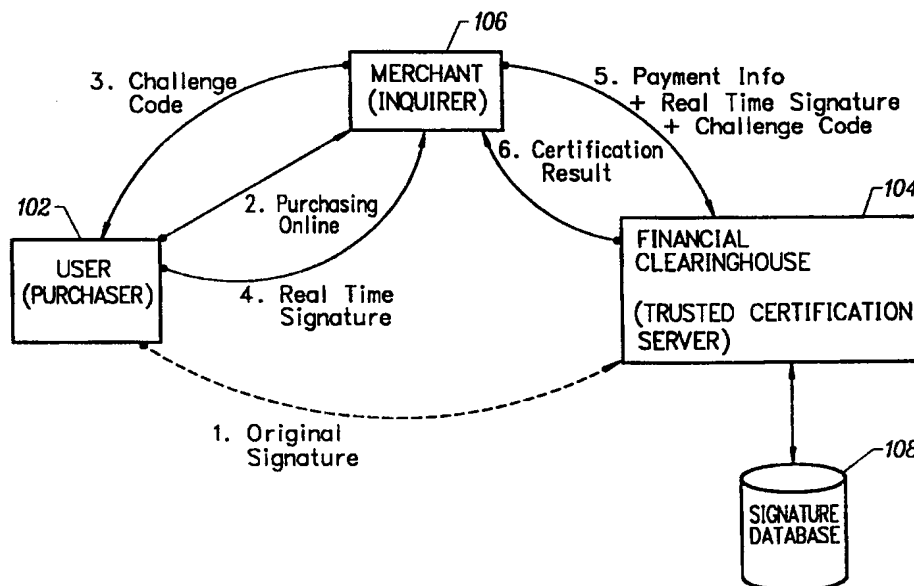 106
3. Challenge
Code
MERCHANT
(INQUIRER)
5. Payment Info
+ Real Time Signature
+ Challenge Code
6. Certification
Result
102
2. Purchasing
Online
104
USER
(PURCHASER)
FINANCIAL
CLEARINGHOUSE
(TRUSTED CERTIFICATION
SERVER)
4. Real Time
Signature
1. Original
Signature
108
SIGNATURE
DATABASE